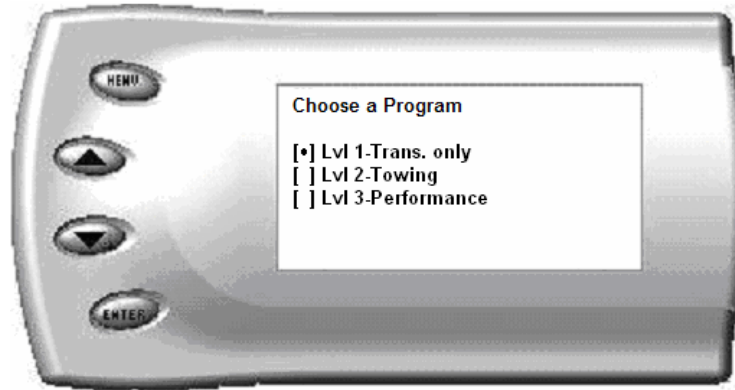 MENU
Choose a Program
[•] Lvl 1-Trans. only
[ ] Lvl 2-Towing
[ ] Lvl 3-Performance
ENTER